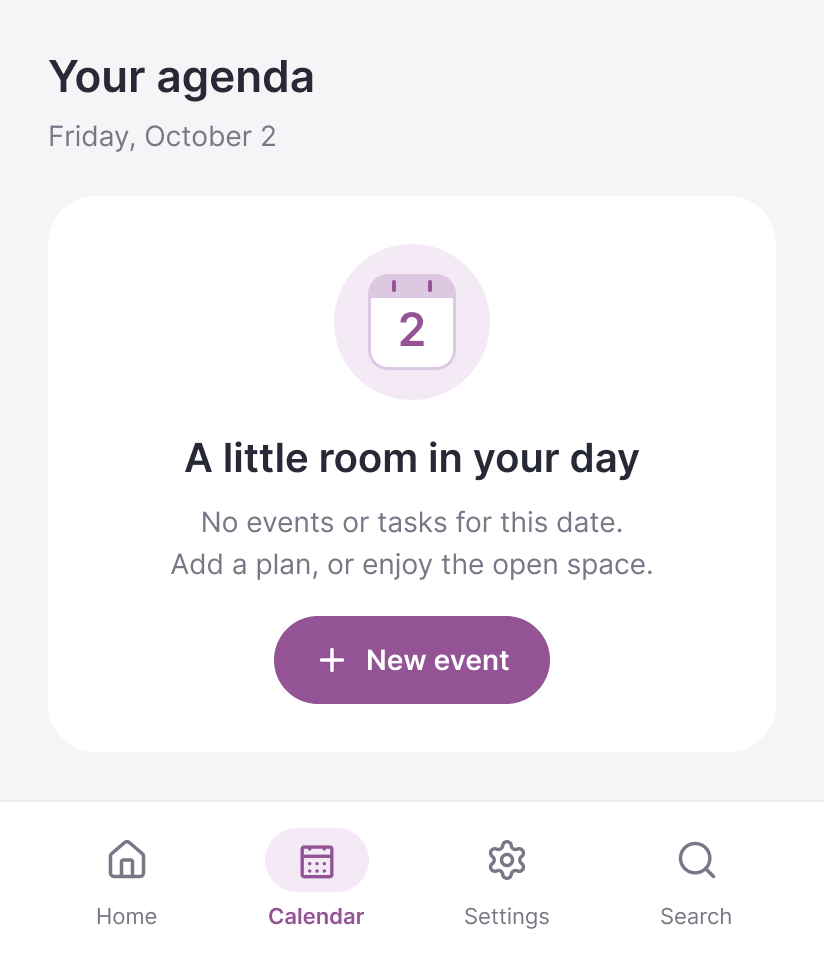 Your agenda
Friday, October 2
2
A little room in your day
No events or tasks for this date.
Add a plan, or enjoy the open space.
New event
Home
Calendar
Settings
Search